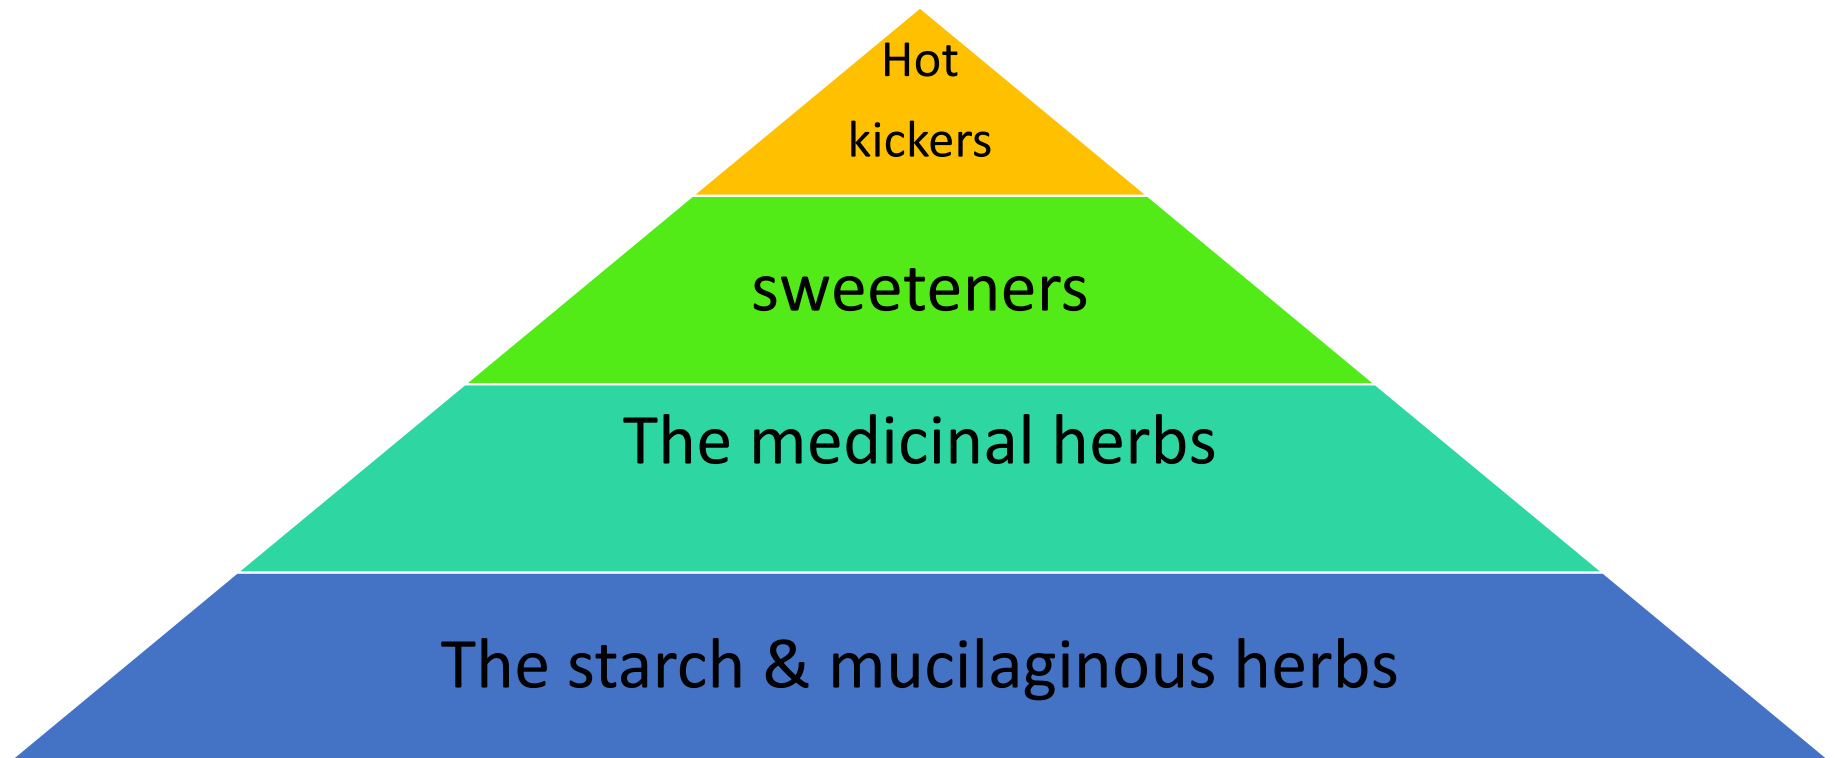 Hot
kickers
sweeteners
The medicinal herbs
The starch & mucilaginous herbs